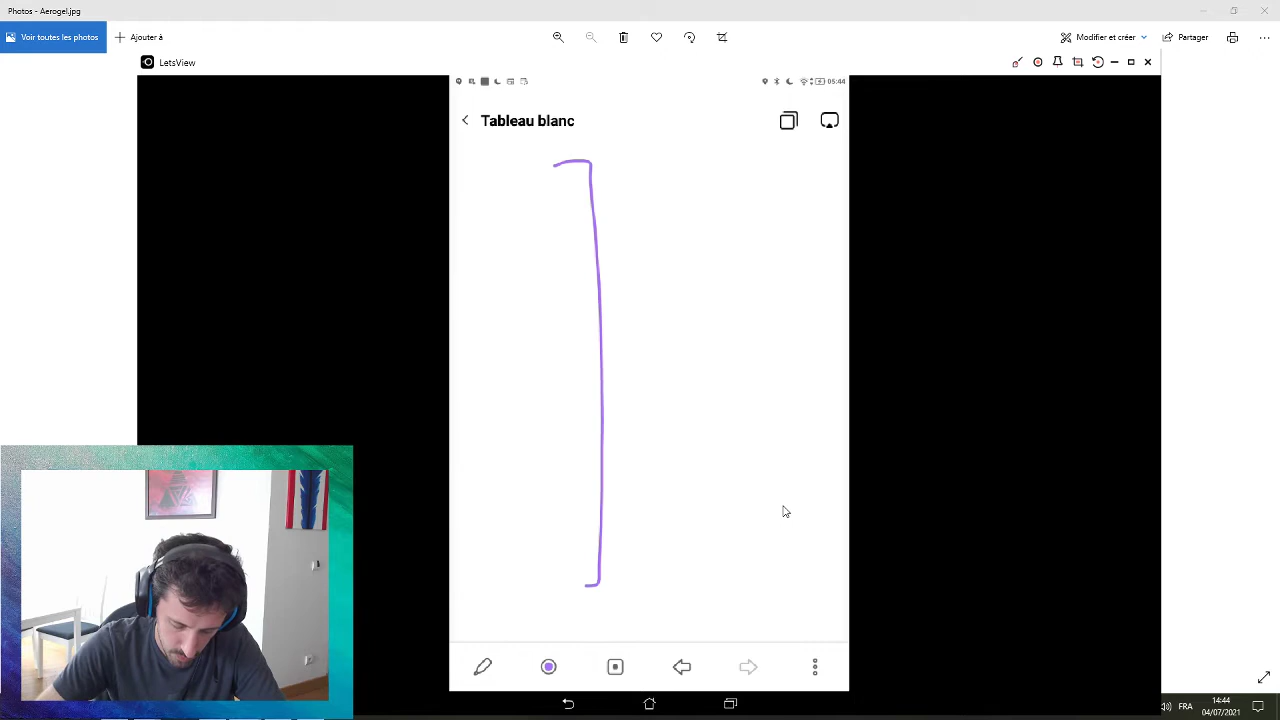 Photos - Aerogel.jpg
Voir toutes les photos
Ajouter à
Modifier et créer
Partager
LetsView
05:44
Tableau blanc
FRA
14:44
04/07/2021